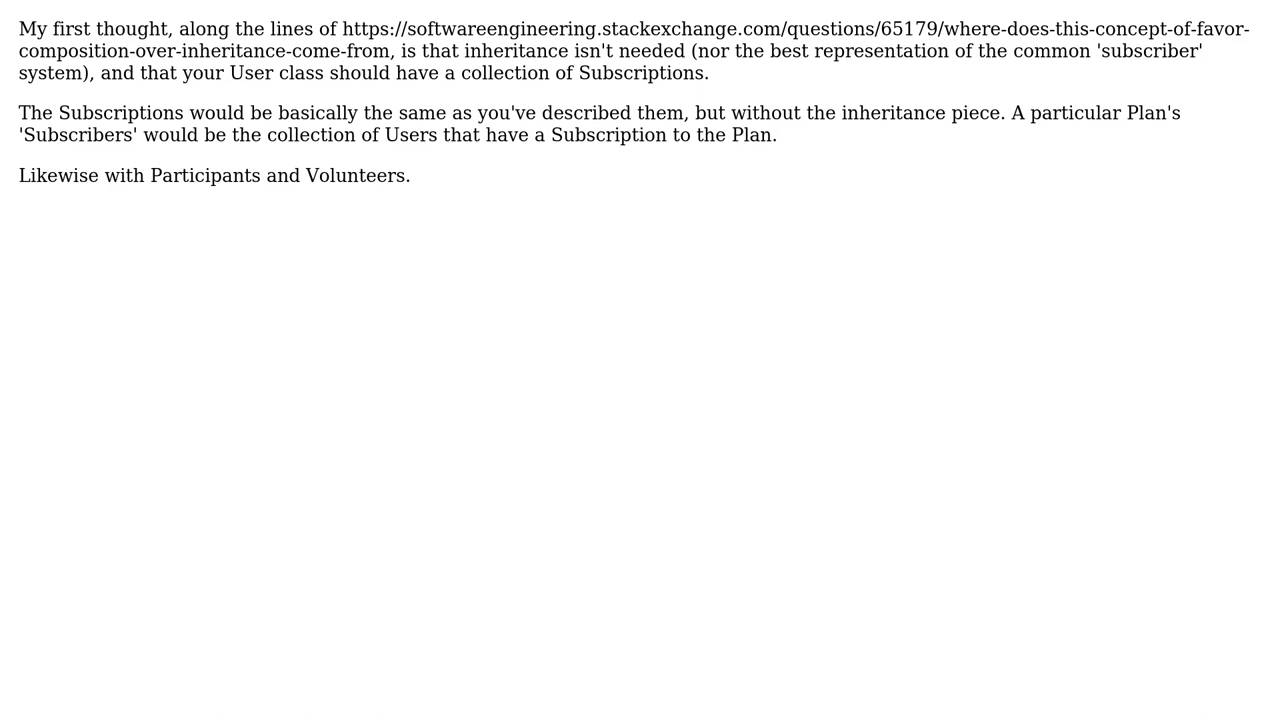 My first thought, along the lines of https://softwareengineering.stackexchange.com/questions/65179/where-does-this-concept-of-favor-
composition-over-inheritance-come-from, is that inheritance isn't needed (nor the best representation of the common 'subscriber'
system), and that your User class should have a collection of Subscriptions.
The Subscriptions would be basically the same as you've described them, but without the inheritance piece. A particular Plan's
'Subscribers' would be the collection of Users that have a Subscription to the Plan.
Likewise with Participants and Volunteers.